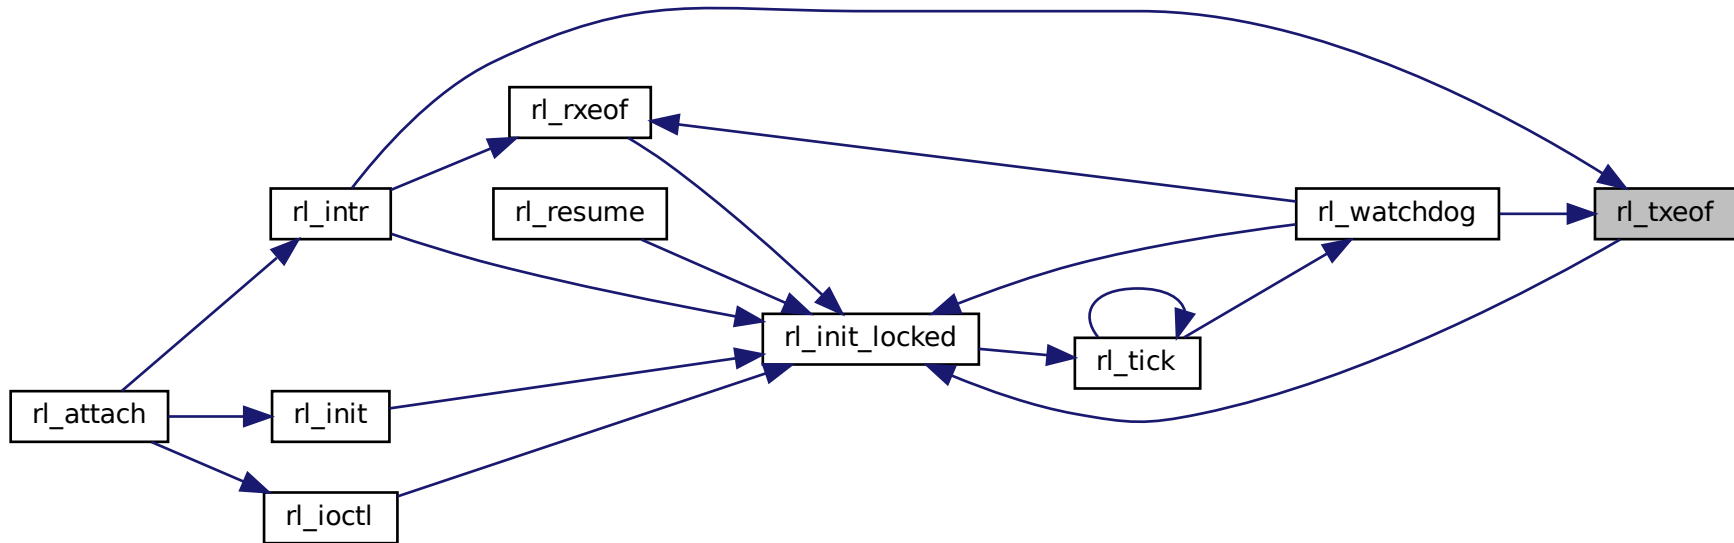 rl_rxeof
rl_intr
rl_resume
rl_watchdog
rl_txeof
rl_init_locked
rl_tick
rl_attach
rl_init
rl_ioctl